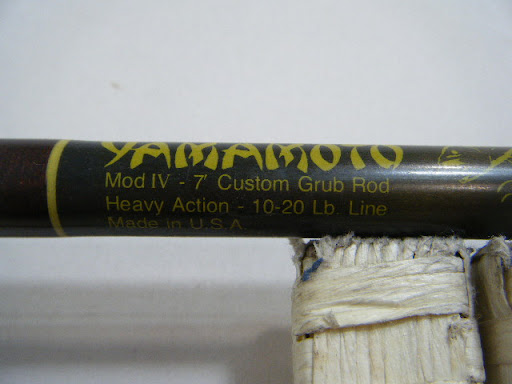 YAMAMOTO
Mod IV - 7' Custom Grub Rod
Heavy Action - 10-20 Lb. Line
Made in U.S.A